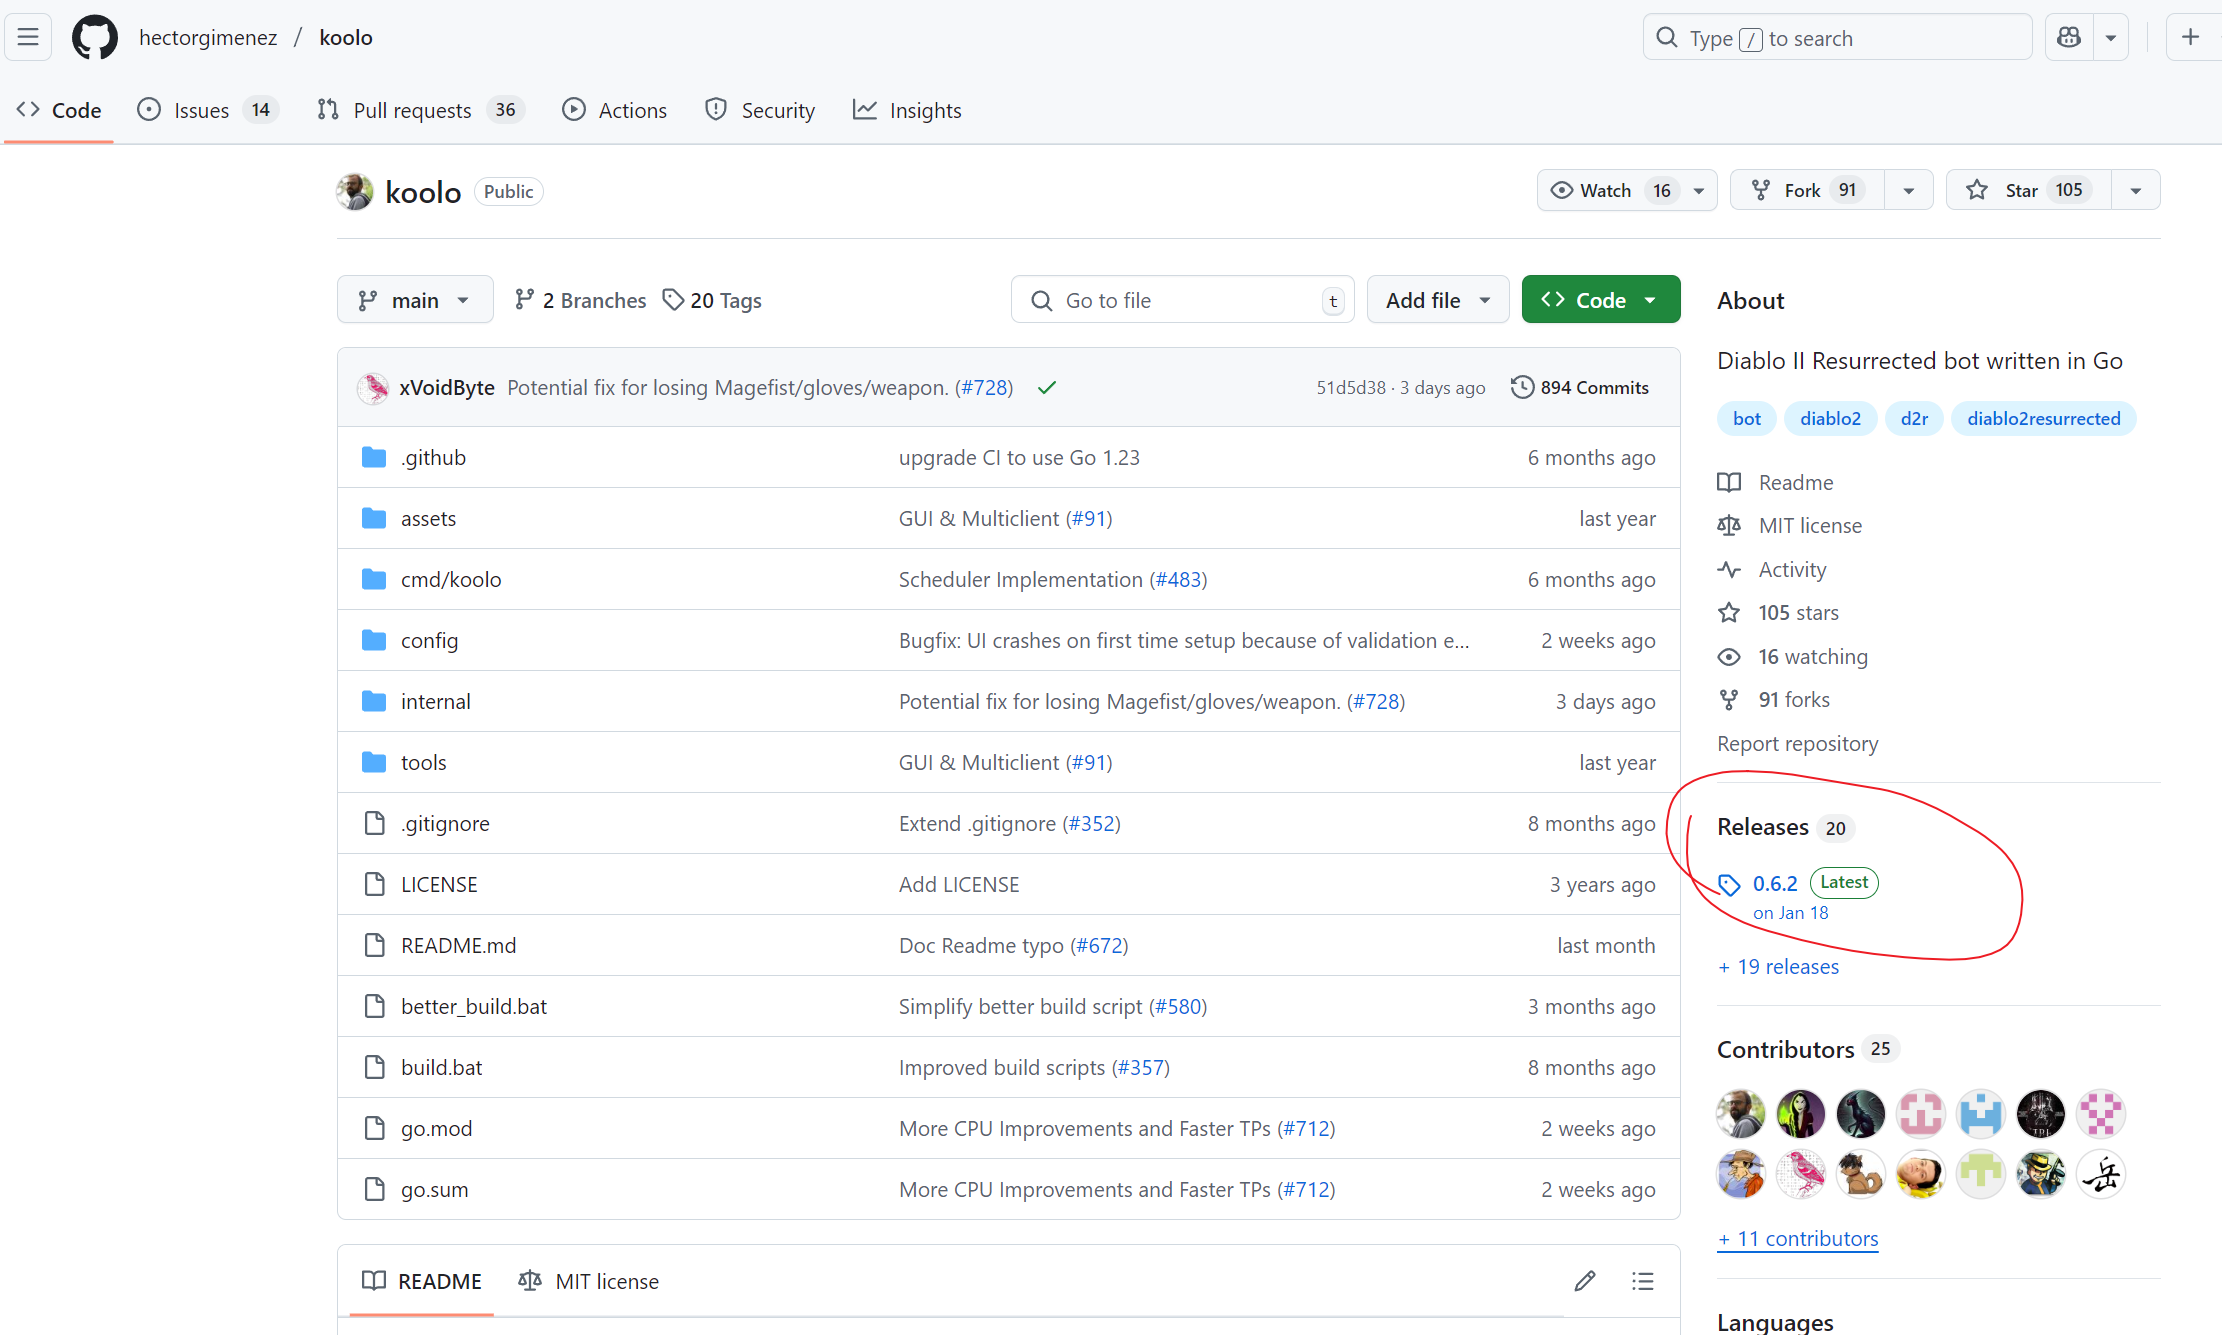 hectorgimenez / koolo
Type / to search
Code
Issues 14
Pull requests 36
Actions
Security
Insights
koolo Public
Watch 16
Fork 91
Star 105
main
2 Branches
20 Tags
Go to file t
Add file
Code
xVoidByte Potential fix for losing Magefist/gloves/weapon. (#728) 51d5d38 · 3 days ago 894 Commits
.github upgrade CI to use Go 1.23 6 months ago
assets GUI & Multiclient (#91) last year
cmd/koolo Scheduler Implementation (#483) 6 months ago
config Bugfix: UI crashes on first time setup because of validation e... 2 weeks ago
internal Potential fix for losing Magefist/gloves/weapon. (#728) 3 days ago
tools GUI & Multiclient (#91) last year
.gitignore Extend .gitignore (#352) 8 months ago
LICENSE Add LICENSE 3 years ago
README.md Doc Readme typo (#672) last month
better_build.bat Simplify better build script (#580) 3 months ago
build.bat Improved build scripts (#357) 8 months ago
go.mod More CPU Improvements and Faster TPs (#712) 2 weeks ago
go.sum More CPU Improvements and Faster TPs (#712) 2 weeks ago
README
MIT license
About
Diablo II Resurrected bot written in Go
bot diablo2 d2r diablo2resurrected
Readme
MIT license
Activity
105 stars
16 watching
91 forks
Report repository
Releases 20
0.6.2 Latest
on Jan 18
+ 19 releases
Contributors 25
岳
+ 11 contributors
Languages